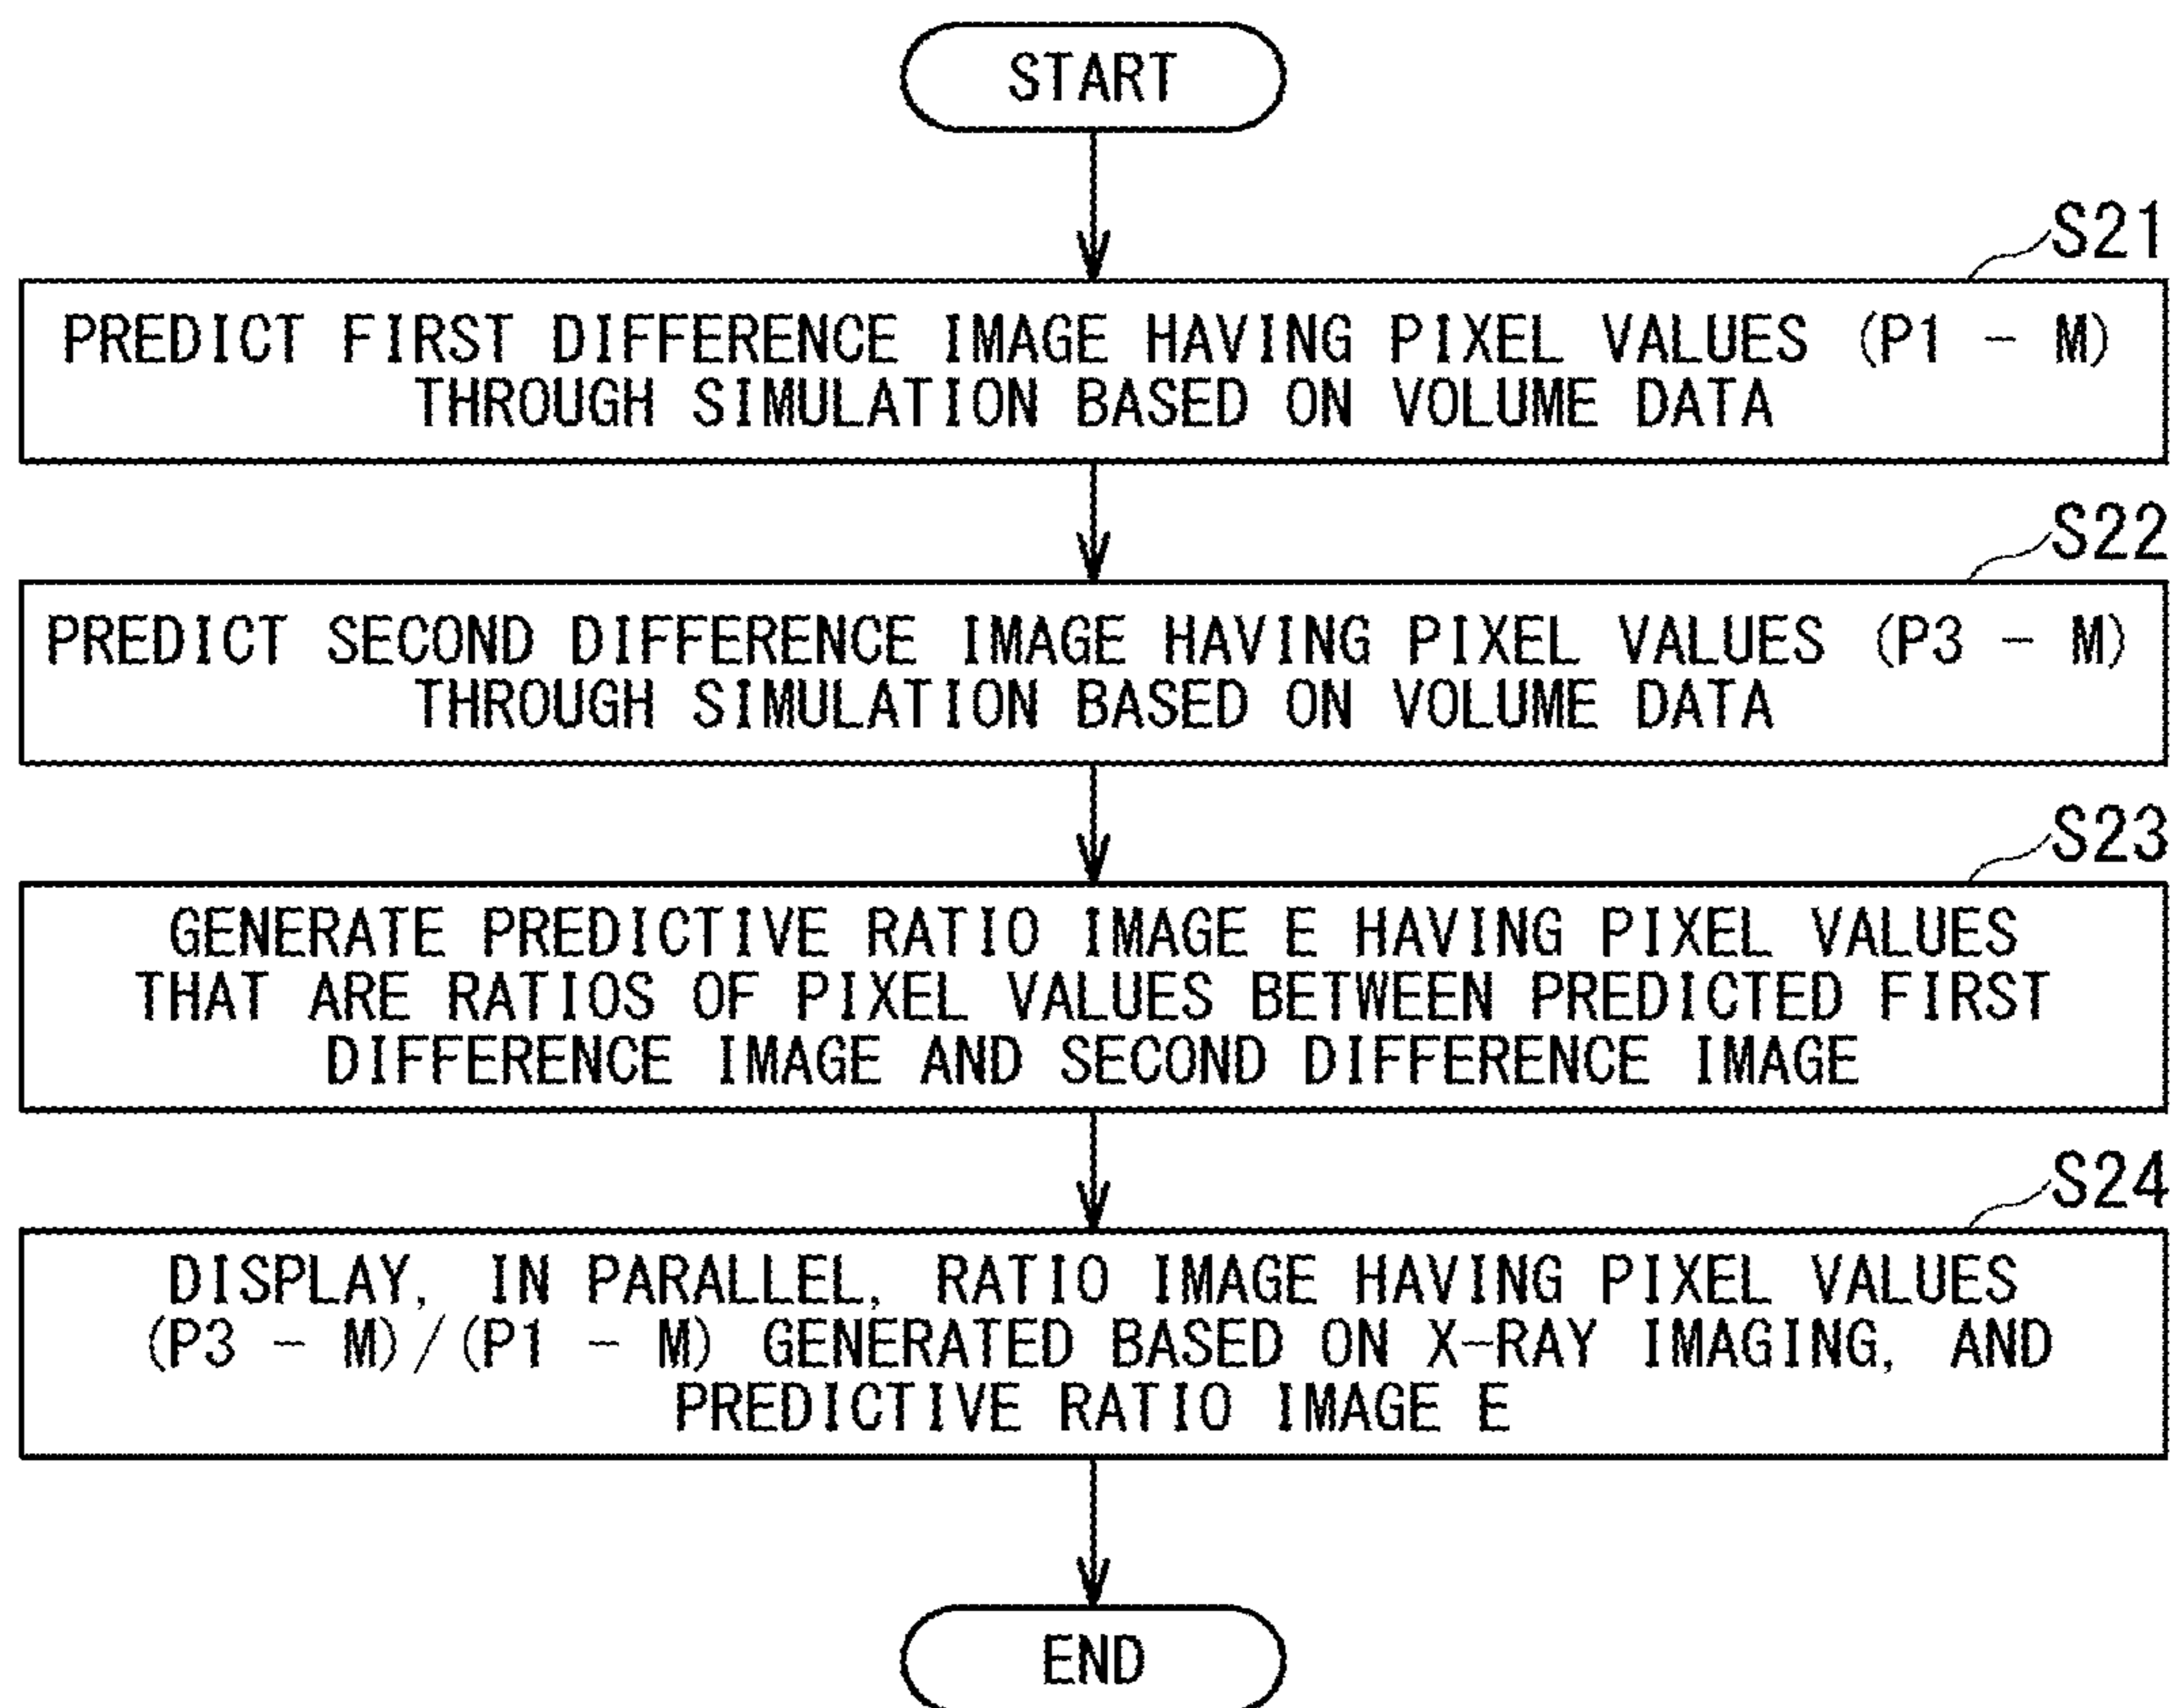 START
S21
PREDICT FIRST DIFFERENCE IMAGE HAVING PIXEL VALUES (P1 - M)
THROUGH SIMULATION BASED ON VOLUME DATA
S22
PREDICT SECOND DIFFERENCE IMAGE HAVING PIXEL VALUES (P3 - M)
THROUGH SIMULATION BASED ON VOLUME DATA
S23
GENERATE PREDICTIVE RATIO IMAGE E HAVING PIXEL VALUES
THAT ARE RATIOS OF PIXEL VALUES BETWEEN PREDICTED FIRST
DIFFERENCE IMAGE AND SECOND DIFFERENCE IMAGE
S24
DISPLAY, IN PARALLEL, RATIO IMAGE HAVING PIXEL VALUES
(P3 - M)/(P1 - M) GENERATED BASED ON X-RAY IMAGING, AND
PREDICTIVE RATIO IMAGE E
END